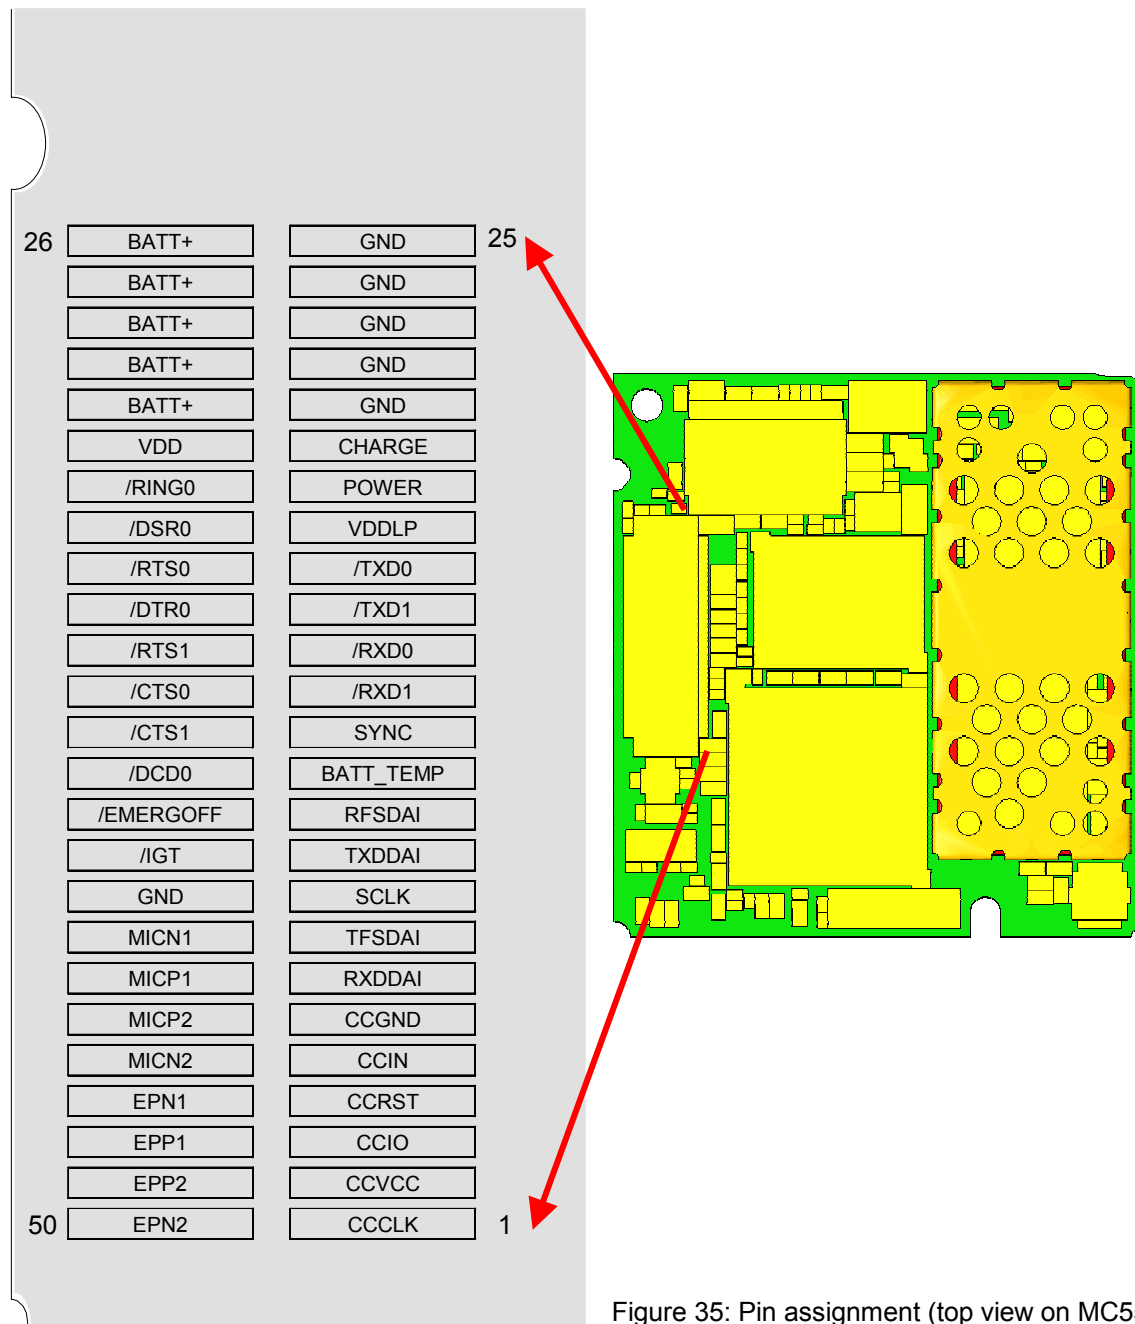 26 BATT+ GND 25
BATT+ GND
BATT+ GND
BATT+ GND
BATT+ GND
VDD CHARGE
/RING0 POWER
/DSR0 VDDLP
/RTS0 /TXD0
/DTR0 /TXD1
/RTS1 /RXD0
/CTS0 /RXD1
/CTS1 SYNC
/DCD0 BATT_TEMP
/EMERGOFF RFSDAI
/IGT TXDDAI
GND SCLK
MICN1 TFSDAI
MICP1 RXDDAI
MICP2 CCGND
MICN2 CCIN
EPN1 CCRST
EPP1 CCIO
EPP2 CCVCC
50 EPN2 CCCLK 1
Figure 35: Pin assignment (top view on